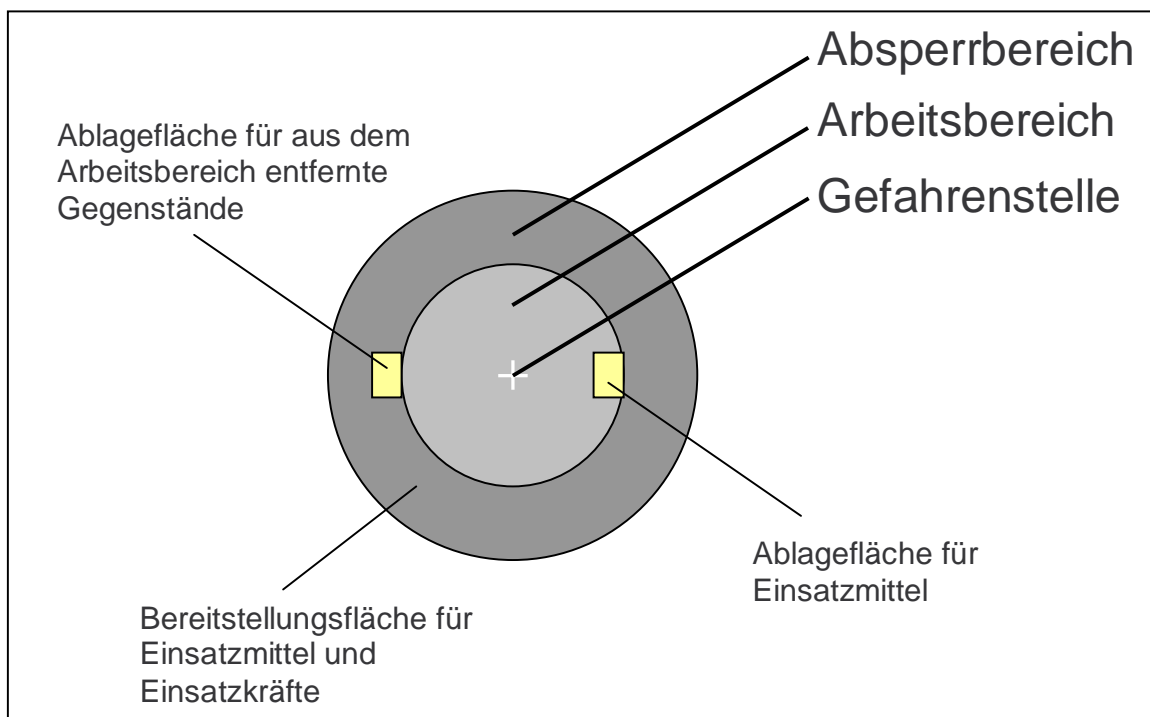 Absperrbereich
Arbeitsbereich
Gefahrenstelle
Ablagefläche für aus dem
Arbeitsbereich entfernte
Gegenstände
Ablagefläche für
Einsatzmittel
Bereitstellungsfläche für
Einsatzmittel und
Einsatzkräfte